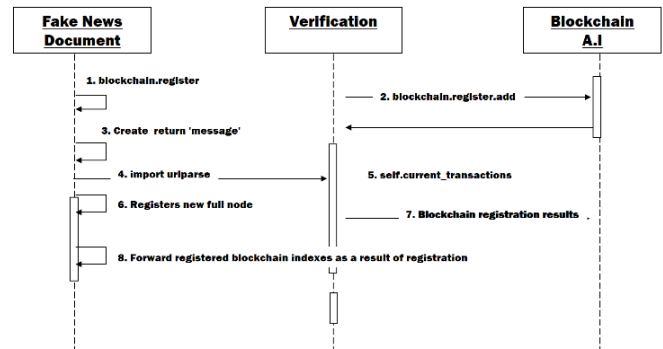 Fake News
Document
Verification
Blockchain
A.I
1. blockchain.register
2. blockchain.register.add
3. Create return 'message'
4. import urlparse
5. self.current_transactions
6. Registers new full node
7. Blockchain registration results
8. Forward registered blockchain indexes as a result of registration